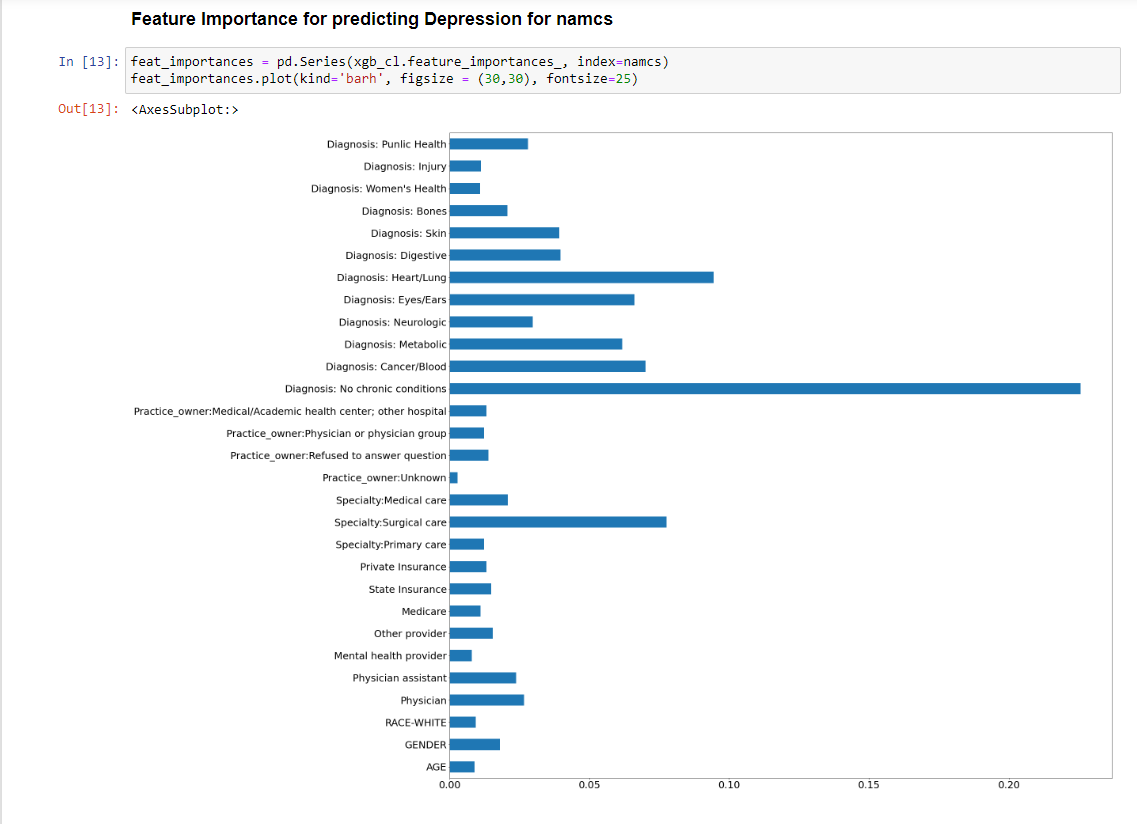 Feature Importance for predicting Depression for namcs
In [13]: feat_importances = pd.Series(xgb_cl.feature_importances_, index=namcs)
feat_importances.plot(kind='barh', figsize = (30,30), fontsize=25)
Out[13]: <AxesSubplot:>
Diagnosis: Punlic Health
Diagnosis: Injury
Diagnosis: Women's Health
Diagnosis: Bones
Diagnosis: Skin
Diagnosis: Digestive
Diagnosis: Heart/Lung
Diagnosis: Eyes/Ears
Diagnosis: Neurologic
Diagnosis: Metabolic
Diagnosis: Cancer/Blood
Diagnosis: No chronic conditions
Practice_owner:Medical/Academic health center; other hospital
Practice_owner:Physician or physician group
Practice_owner:Refused to answer question
Practice_owner:Unknown
Specialty:Medical care
Specialty:Surgical care
Specialty:Primary care
Private Insurance
State Insurance
Medicare
Other provider
Mental health provider
Physician assistant
Physician
RACE-WHITE
GENDER
AGE
0.00 0.05 0.10 0.15 0.20